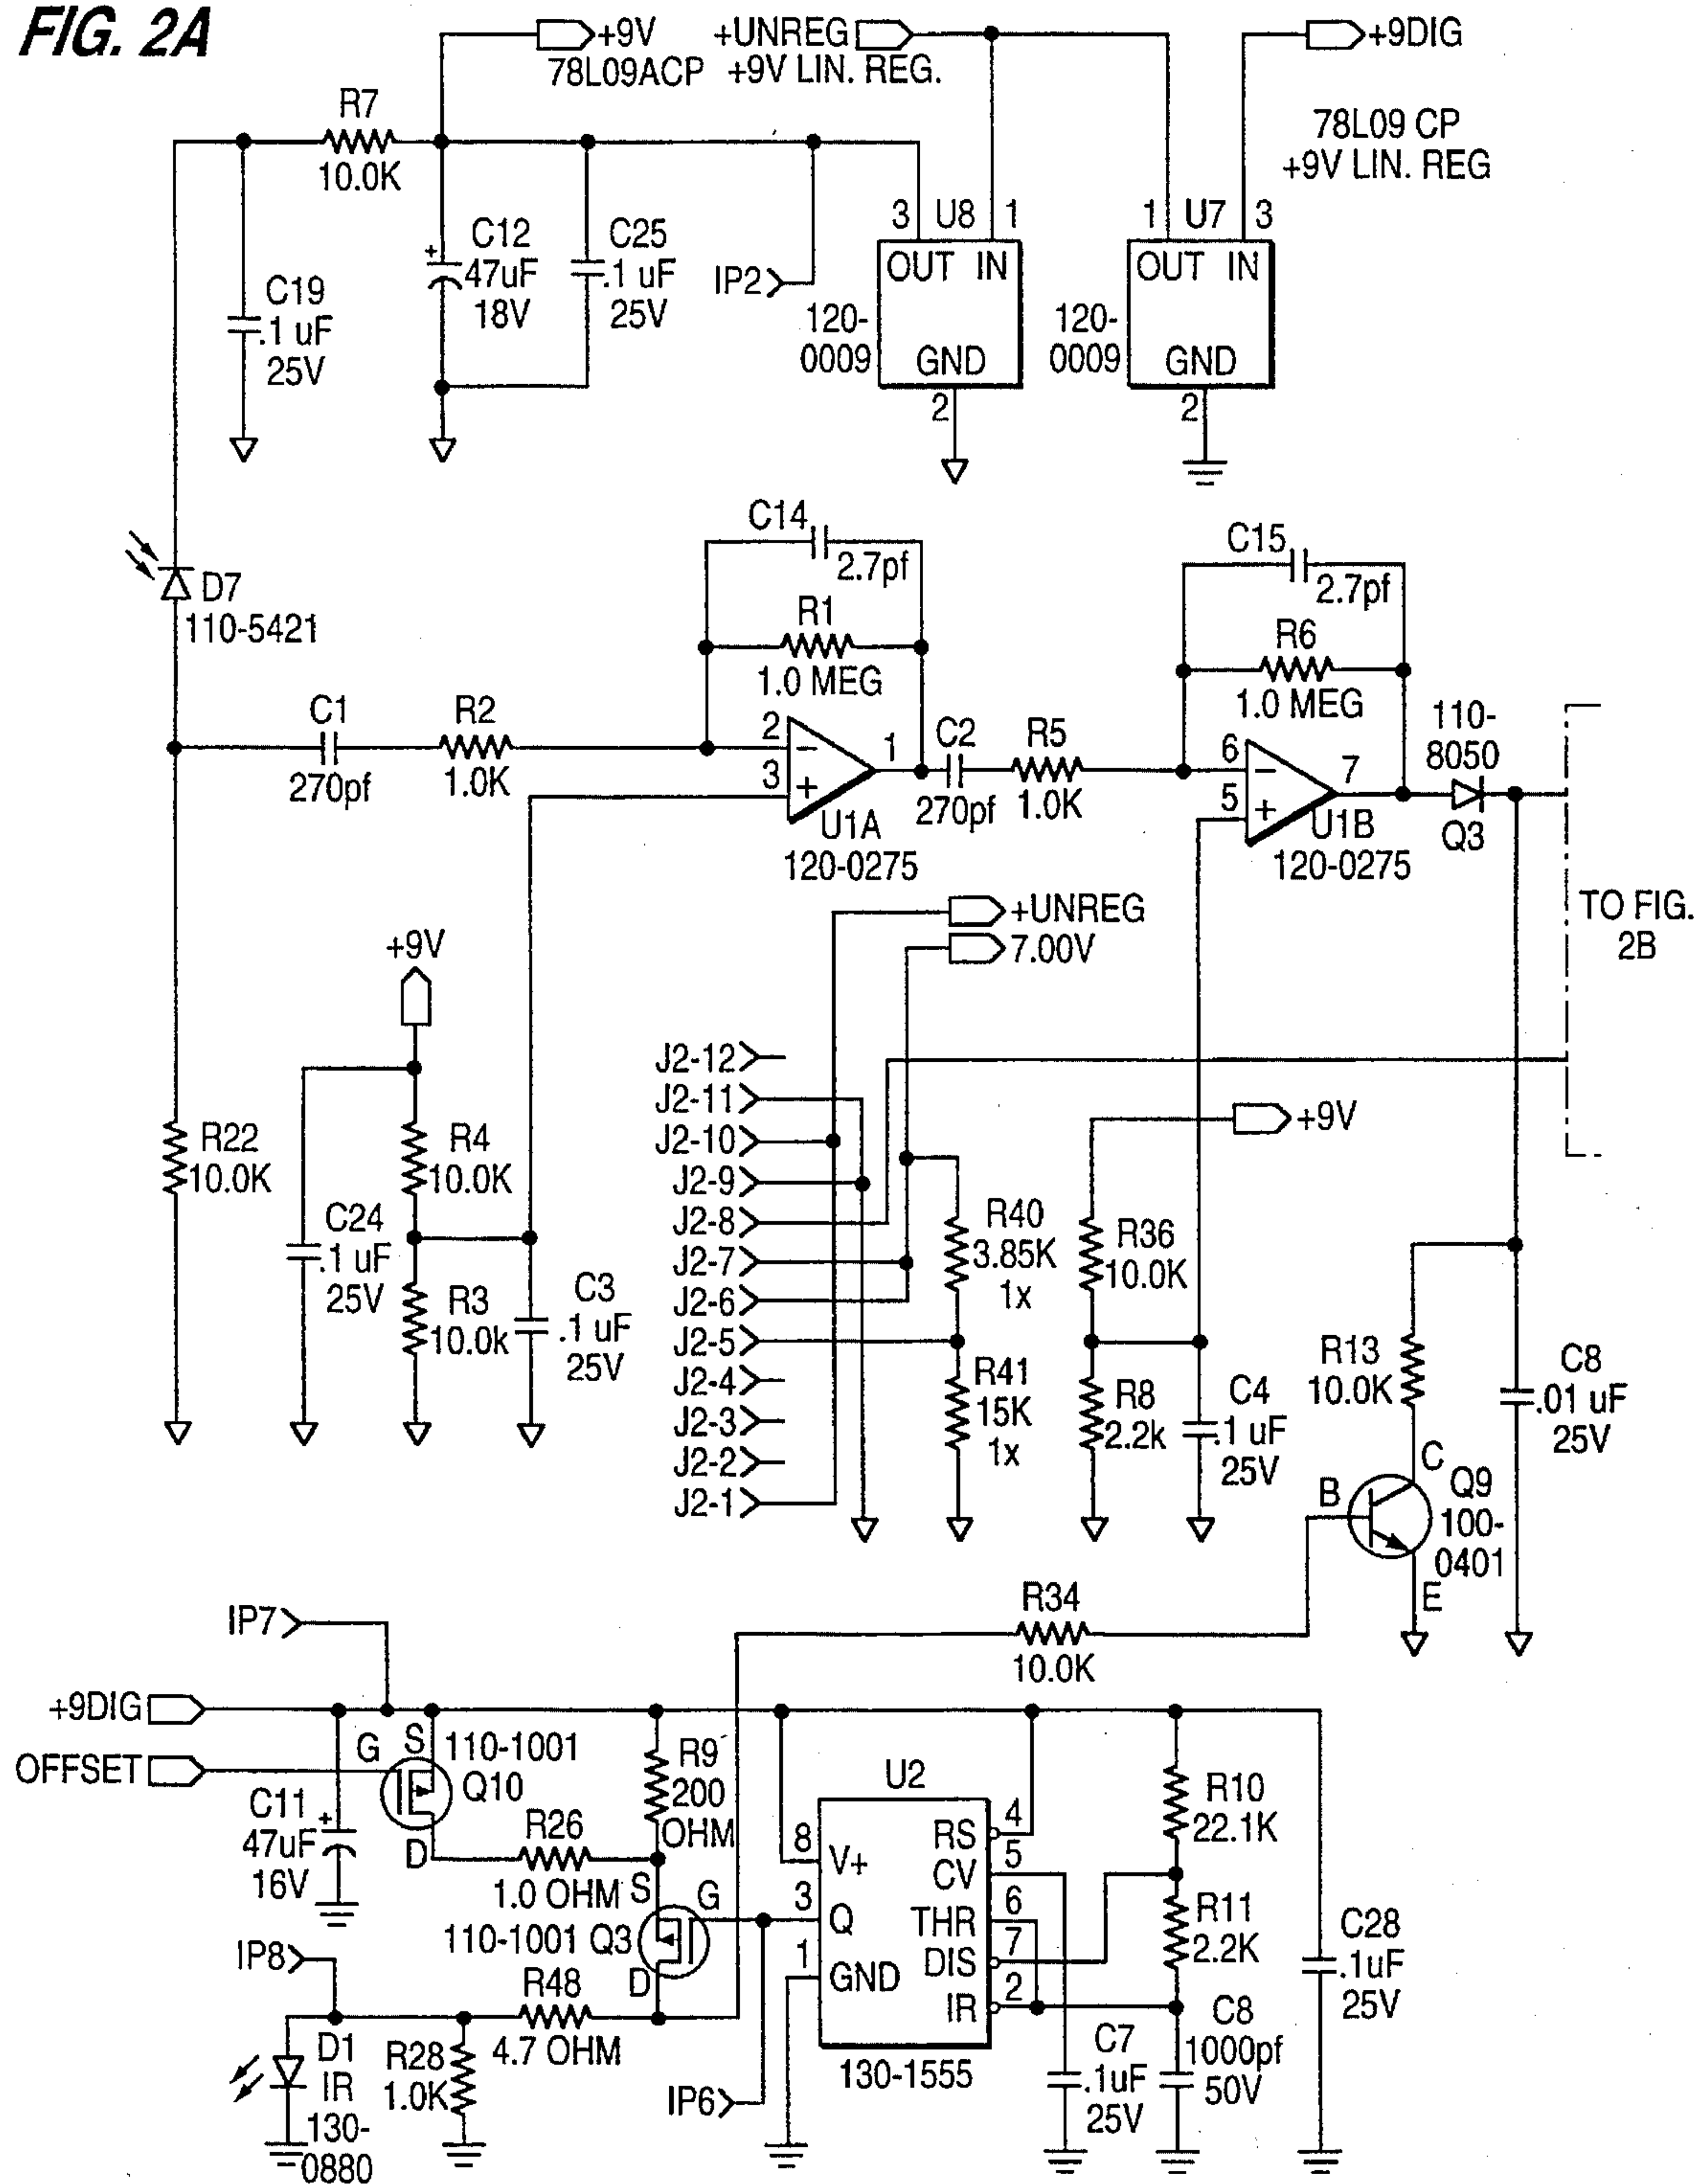 FIG. 2A
+9V
78L09ACP
+UNREG
+9V LIN. REG.
+9DIG
78L09 CP
+9V LIN. REG
R7
10.0K
C19
.1 uF
25V
+
C12
47uF
18V
C25
.1 uF
25V
IP2
3 U8 1
OUT IN
120-
0009
GND
2
1 U7 3
OUT IN
120-
0009
GND
2
D7
110-5421
C14
2.7pf
R1
1.0 MEG
C15
2.7pf
R6
1.0 MEG
C1
270pf
R2
1.0K
2
3
−
+
1
U1A
120-0275
C2
270pf
R5
1.0K
6
5
−
+
7
U1B
120-0275
110-
8050
Q3
TO FIG.
2B
+UNREG
7.00V
+9V
R22
10.0K
C24
.1 uF
25V
R4
10.0K
R3
10.0k
C3
.1 uF
25V
J2-12
J2-11
J2-10
J2-9
J2-8
J2-7
J2-6
J2-5
J2-4
J2-3
J2-2
J2-1
R40
3.85K
1x
R41
15K
1x
+9V
R36
10.0K
R8
2.2k
C4
.1 uF
25V
R13
10.0K
C8
.01 uF
25V
C
B
E
Q9
100-
0401
R34
10.0K
IP7
+9DIG
OFFSET
G
S
D
110-1001
Q10
C11
47uF
16V
+
R9
200
OHM
R26
1.0 OHM
S
G
D
110-1001 Q3
IP8
R48
4.7 OHM
D1
IR
130-
0880
R28
1.0K
IP6
U2
8
V+
3
Q
1
GND
RS
4
CV
5
THR
6
DIS
7
IR
2
130-1555
R10
22.1K
R11
2.2K
C7
.1uF
25V
C8
1000pf
50V
C28
.1uF
25V